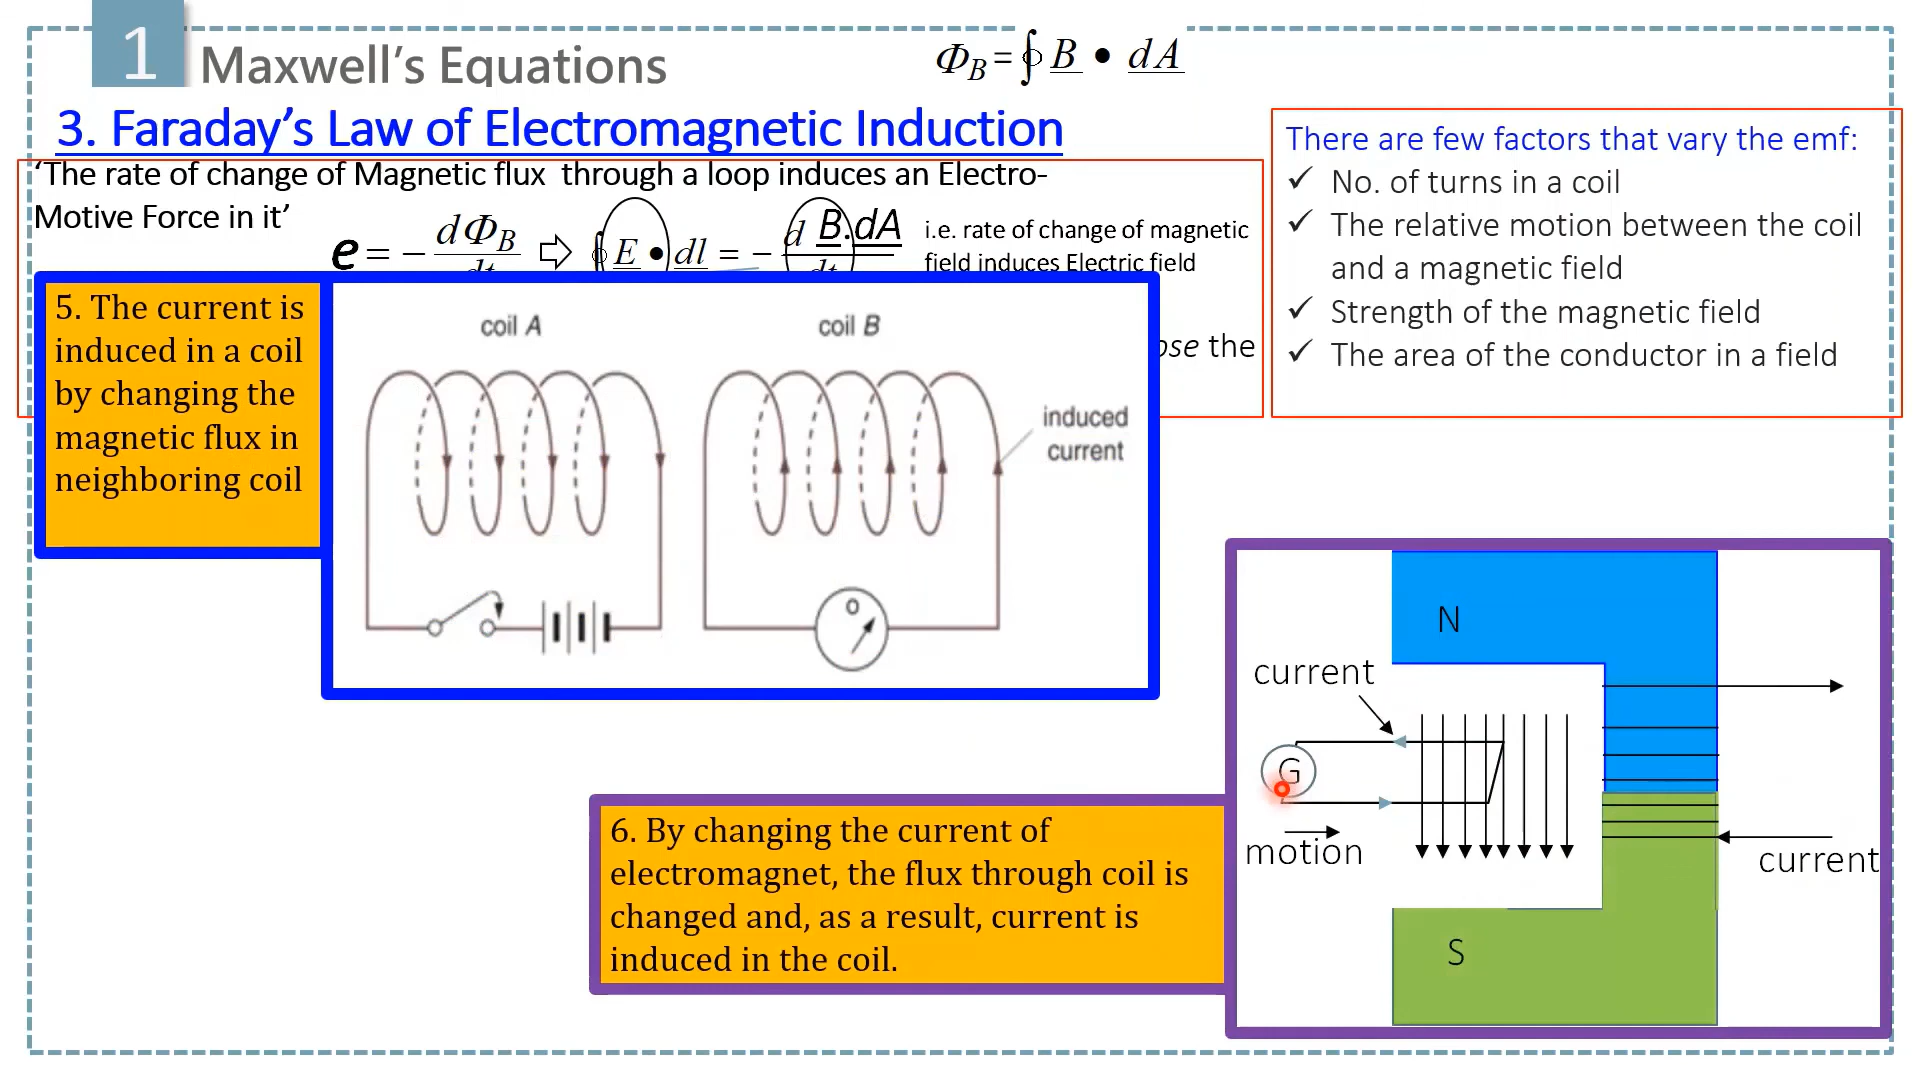 1
Maxwell's Equations
Φ_B = ∮ B • dA
3. Faraday's Law of Electromagnetic Induction
'The rate of change of Magnetic flux through a loop induces an Electro-
Motive Force in it'
e = − dΦ_B ⇨ ∮ E • dl = − d B.dA
i.e. rate of change of magnetic
field induces Electric field
ose the
There are few factors that vary the emf:
✓ No. of turns in a coil
✓ The relative motion between the coil
and a magnetic field
✓ Strength of the magnetic field
✓ The area of the conductor in a field
5. The current is
induced in a coil
by changing the
magnetic flux in
neighboring coil
coil A
coil B
induced
current
0
6. By changing the current of
electromagnet, the flux through coil is
changed and, as a result, current is
induced in the coil.
N
current
G
motion
current
S